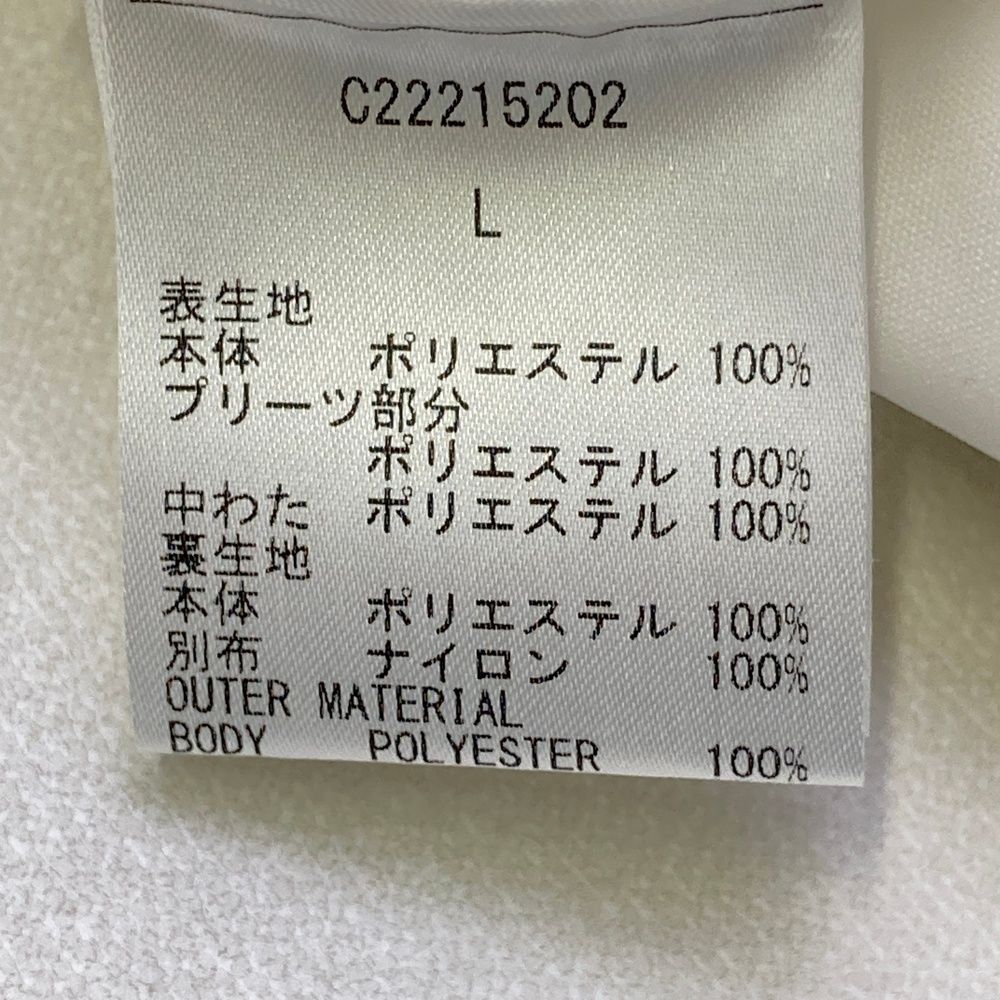 C22215202
L
表生地
本体 ポリエステル 100%
プリーツ部分
ポリエステル 100%
中わた ポリエステル 100%
裏生地
本体 ポリエステル 100%
別布 ナイロン 100%
OUTER MATERIAL
BODY POLYESTER 100%